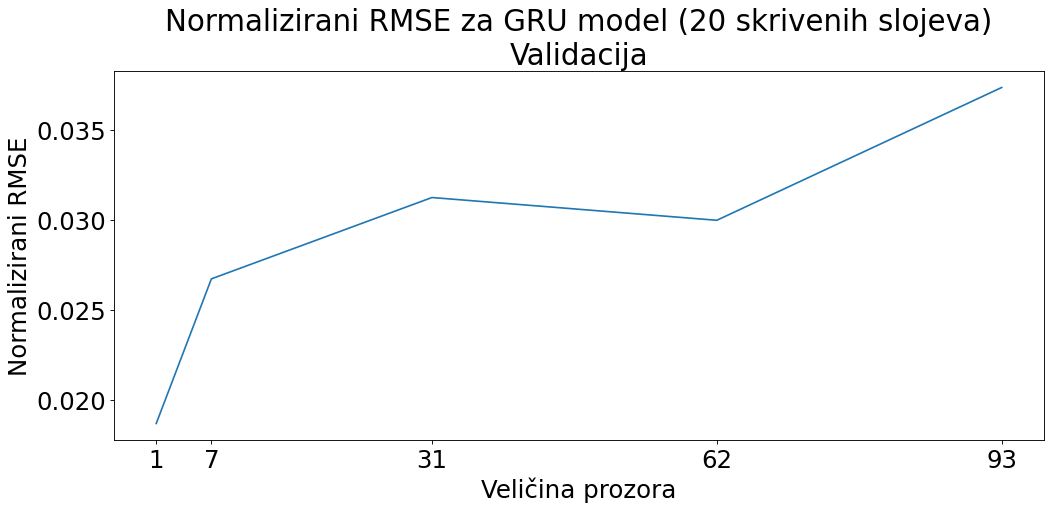 Normalizirani RMSE za GRU model (20 skrivenih slojeva)
Validacija
Normalizirani RMSE
0.035
0.030
0.025
0.020
1 7 31 62 93
Veličina prozora